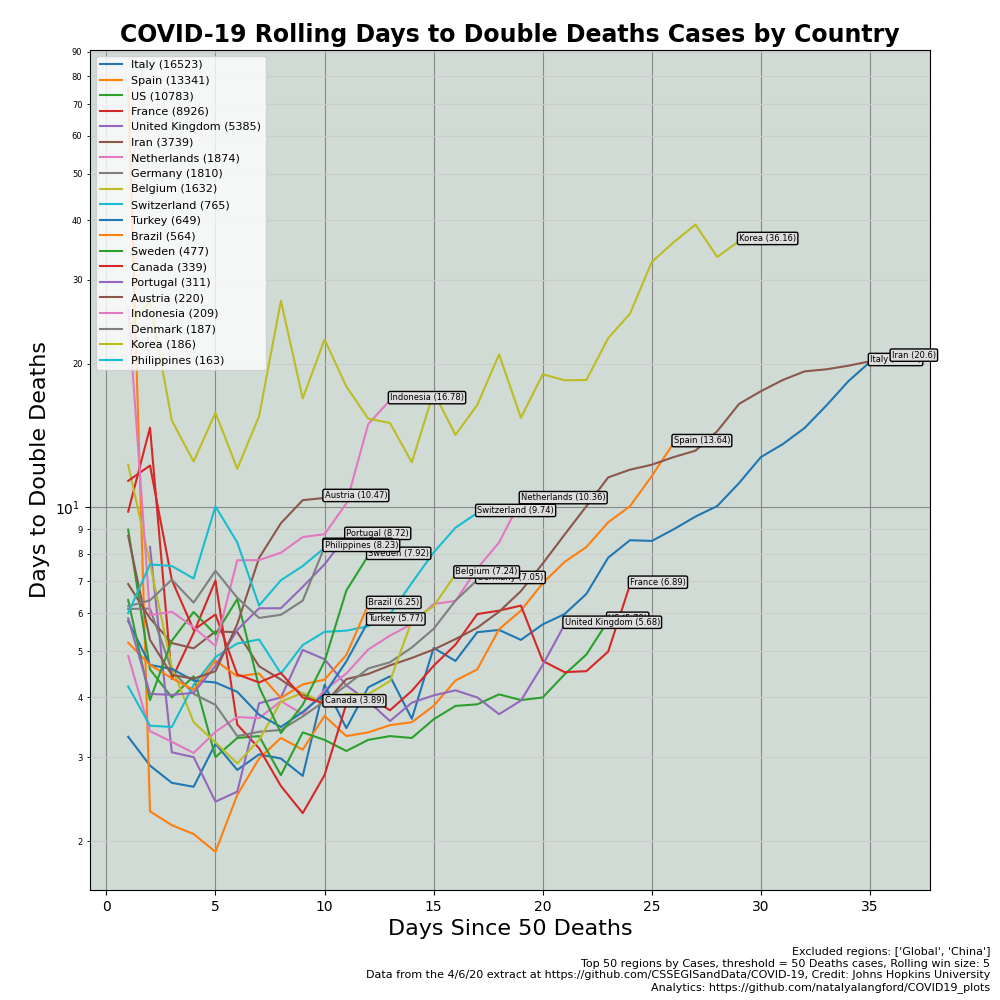 COVID-19 Rolling Days to Double Deaths Cases by Country
Days to Double Deaths
90
80
70
60
50
40
30
20
10¹
9
8
7
6
5
4
3
2
Italy (16523)
Spain (13341)
US (10783)
France (8926)
United Kingdom (5385)
Iran (3739)
Netherlands (1874)
Germany (1810)
Belgium (1632)
Switzerland (765)
Turkey (649)
Brazil (564)
Sweden (477)
Canada (339)
Portugal (311)
Austria (220)
Indonesia (209)
Denmark (187)
Korea (186)
Philippines (163)
Korea (36.16)
Italy
Iran (20.6)
Indonesia (16.78)
Spain (13.64)
Austria (10.47)
Netherlands (10.36)
Switzerland (9.74)
Portugal (8.72)
Philippines (8.23)
Sweden (7.92)
Belgium (7.24)
(7.05)
France (6.89)
Brazil (6.25)
Turkey (5.77)
United Kingdom (5.68)
Canada (3.89)
0 5 10 15 20 25 30 35
Days Since 50 Deaths
Excluded regions: ['Global', 'China']
Top 50 regions by Cases, threshold = 50 Deaths cases, Rolling win size: 5
Data from the 4/6/20 extract at https://github.com/CSSEGISandData/COVID-19, Credit: Johns Hopkins University
Analytics: https://github.com/natalyalangford/COVID19_plots